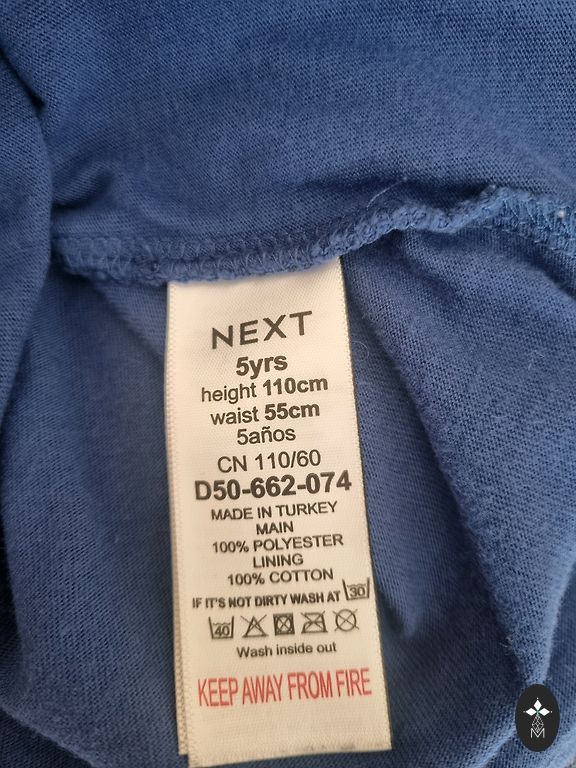 NEXT
5yrs
height 110cm
waist 55cm
5años
CN 110/60
D50-662-074
MADE IN TURKEY
MAIN
100% POLYESTER
LINING
100% COTTON
IF IT'S NOT DIRTY WASH AT 30
40
Wash inside out
KEEP AWAY FROM FIRE
M